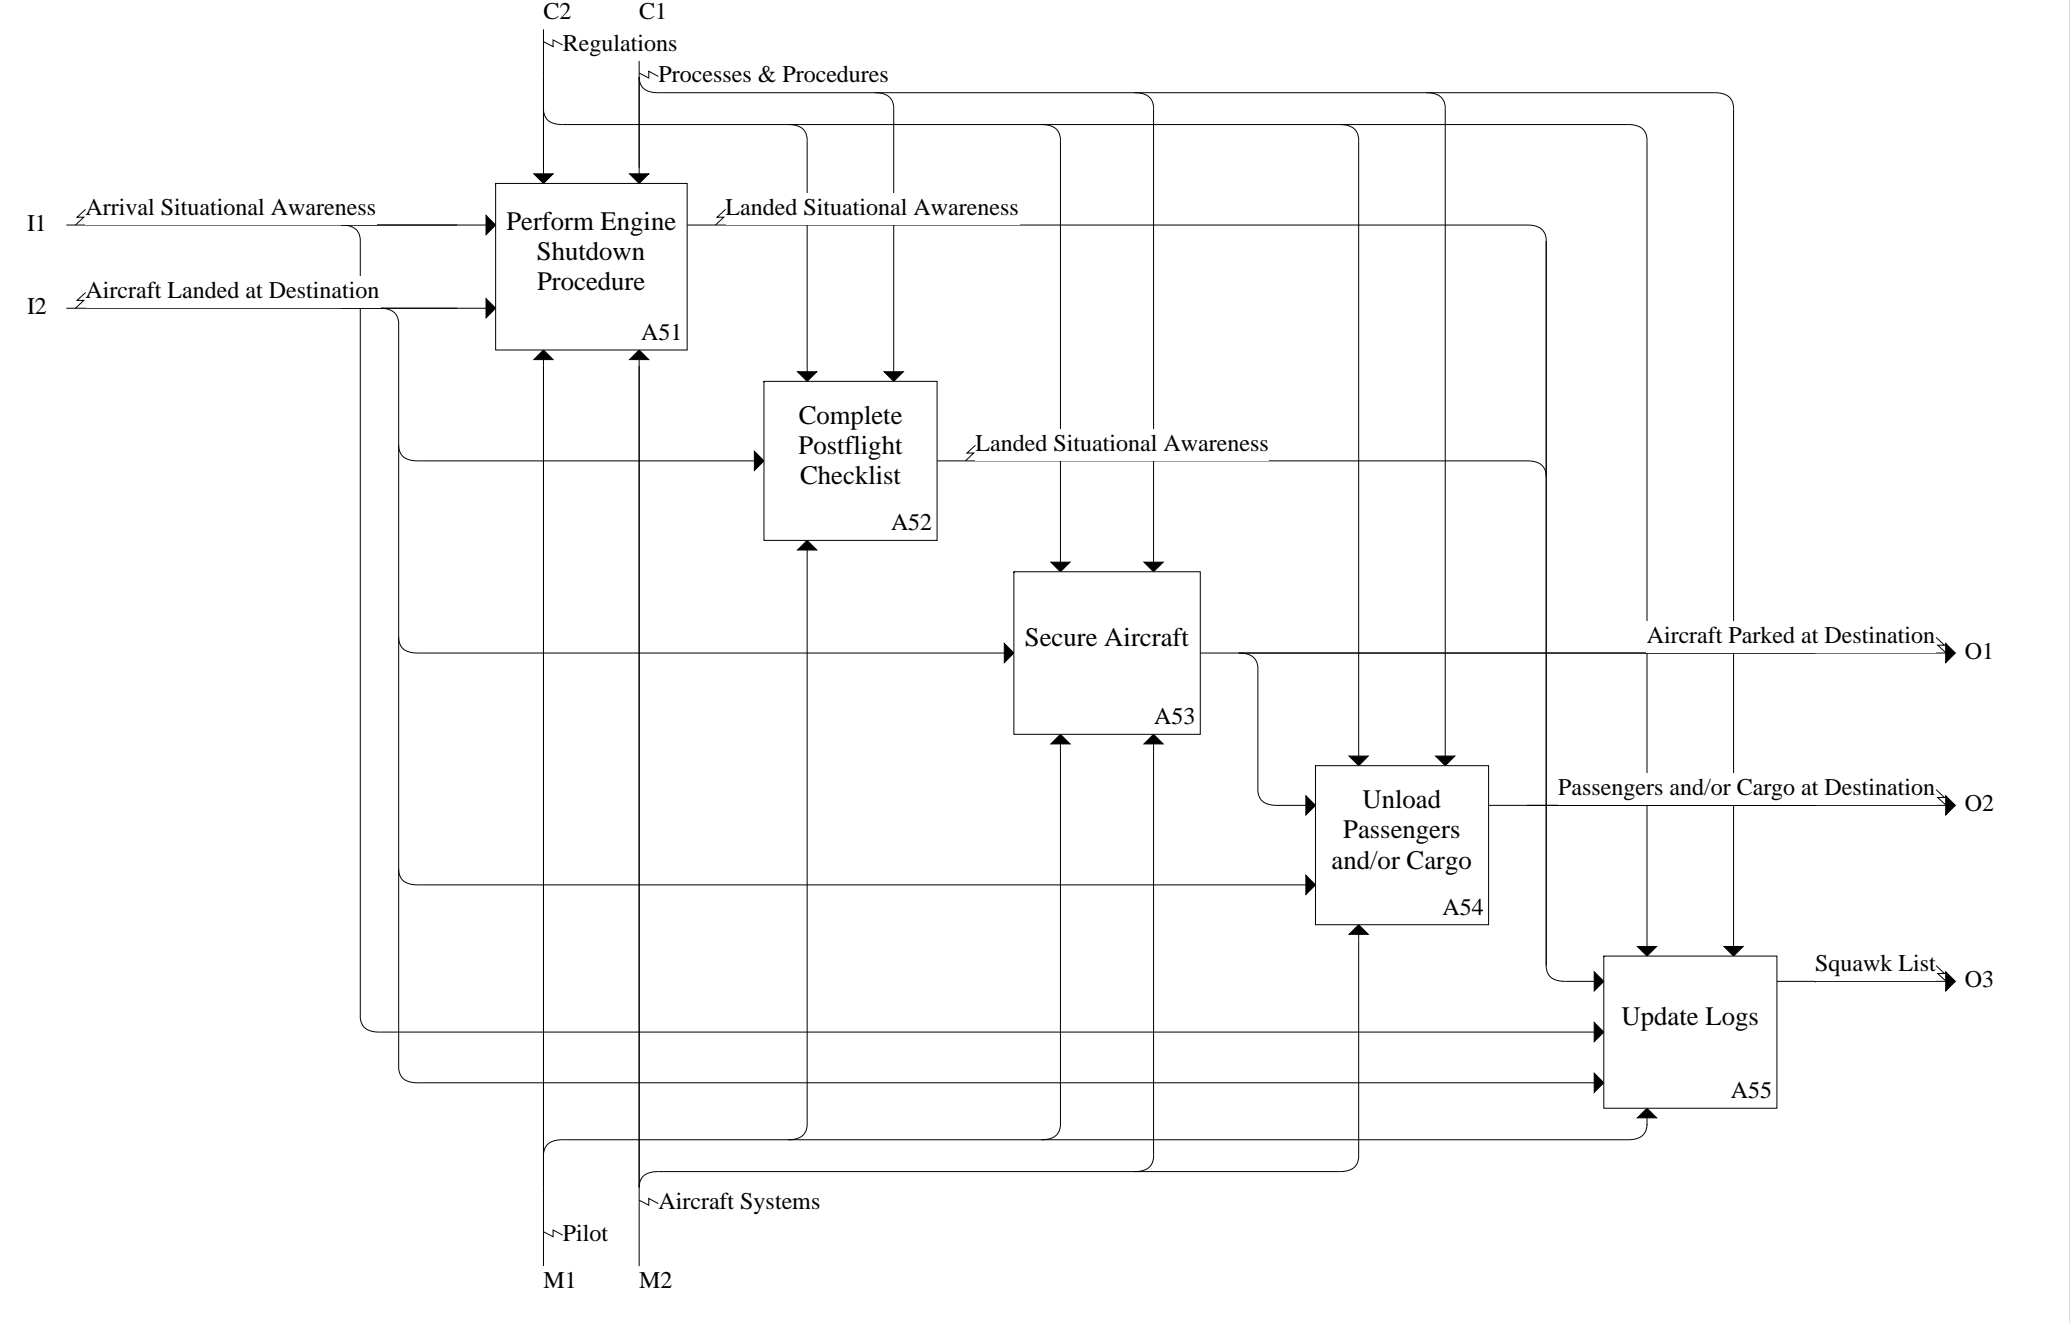 C2
C1
Regulations
Processes & Procedures
I1
Arrival Situational Awareness
Landed Situational Awareness
Perform Engine
Shutdown
Procedure
A51
I2
Aircraft Landed at Destination
Complete
Postflight
Checklist
A52
Landed Situational Awareness
Secure Aircraft
A53
Aircraft Parked at Destination
O1
Unload
Passengers
and/or Cargo
A54
Passengers and/or Cargo at Destination
O2
Squawk List
O3
Update Logs
A55
Aircraft Systems
Pilot
M1
M2